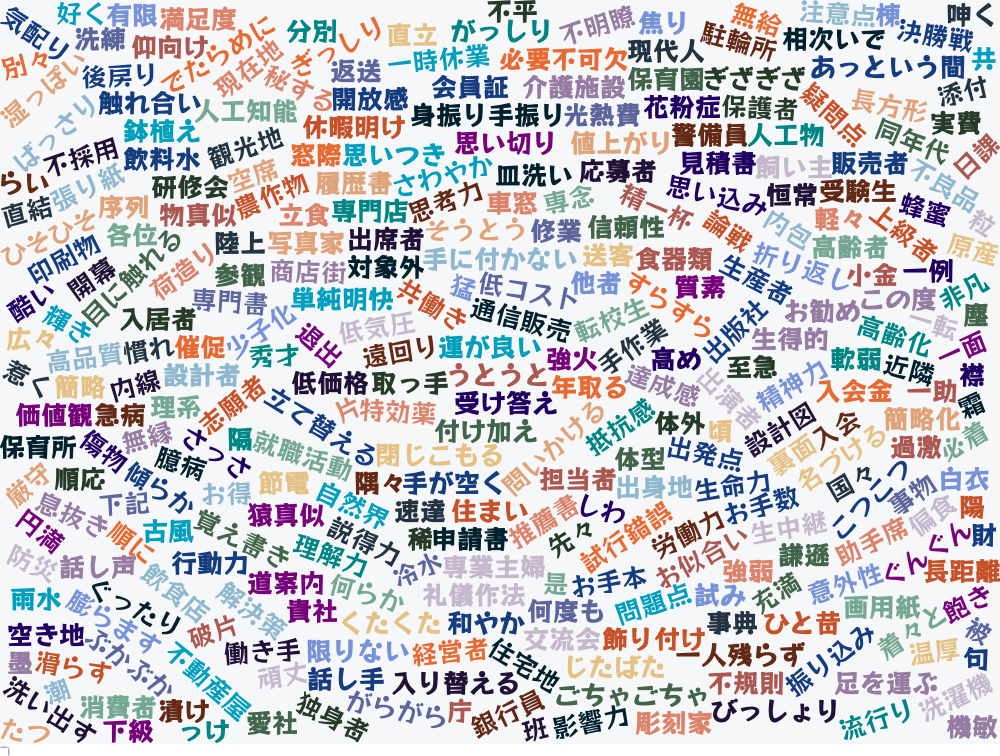 気配り
好く
有限
満足度
分別
がっしり
不平
不明瞭
焦り
無給
注意点
棟
呻く
洗練
仰向け
でたらめに
ぎっしり
直立
決勝戦
別々
現在地
秘する
一時休業
必要不可欠
現代人
駐輪所
相次いで
共
湿っぽい
後戻り
返送
会員証
介護施設
保育園
ぎざぎざ
あっという間
添付
触れ合い
人工知能
開放感
身振り手振り
光熱費
花粉症
保護者
疑問点
長方形
ばっさり
鉢植え
休暇明け
思い切り
値上がり
警備員
人工物
同年代
実費
不採用
飲料水
観光地
窓際
思いつき
見積書
飼い主
販売者
不良品
口語
らい
張り紙
研修会
空席
履歴書
さわやか
皿洗い
応募者
思い込み
恒常
受験生
蜂蜜
粒
直結
序列
農作物
思考力
車窓
専念
精一杯
ひそひそ
物真似
立食
専門店
そうとう
修業
信頼性
論戦
内包
軽々
上級者
原産
各位
陸上
写真家
出席者
高齢者
印刷物
開幕
目に触れる
荷造り
参観
商店街
対象外
手に付かない
送客
食器類
生産者
折り返し
小金
一例
非凡
酷い
輝き
専門書
単純明快
共働き
猛
低コスト
他者
すらすら
質素
お勧め
この度
一転
塵
入居者
少子化
退出
低気圧
通信販売
転校生
出版社
生得的
高齢化
一面
広々
高品質
慣れ
催促
秀才
遠回り
運が良い
強火
手作業
高め
至急
軟弱
近隣
襟
惹く
簡略
内線
設計者
低価格
取っ手
うとうと
年取る
達成感
出演者
精神力
入会金
一助
霜
価値観
急病
理系
志願者
立て替える
片
特効薬
受け答え
付け加え
問いかける
抵抗感
体外
頃
設計図
入会
簡略化
保育所
傷物
無縁
さっさ
隔
就職活動
閉じこもる
体型
出発点
裏面
名づける
過激
必着
厳守
順応
臆病
傾らか
お得
節電
自然界
隅々
手が空く
担当者
出身地
生命力
お手数
国々
こつこつ
事物
白衣
息抜き
下記
猿真似
速達
住まい
推薦書
しわ
偏食
陽
円満
順に
古風
覚え書き
理解力
説得力
稀
申請書
先々
試行錯誤
労働力
生中継
助手席
ぐんぐん
財
防災
話し声
行動力
道案内
何らか
冷水
専業主婦
是
お手本
お似合い
強弱
謙遜
意外性
長距離
雨水
膨らます
ぐったり
飲食店
解決策
貴社
くたくた
礼儀作法
和やか
何度も
問題点
試み
充満
画用紙
着々と
飽き
空き地
ぷかぷか
破片
働き手
限りない
経営者
交流会
飾り付け
事典
ひと昔
墨
滑らす
不動産屋
頑丈
話し手
入り替える
住宅地
じたばた
一人残らず
振り込み
温厚
句
洗い出す
潮
消費者
漬け
独身者
がらがら
庁
ごちゃごちゃ
不規則
足を運ぶ
洗濯機
たつ
下級
っけ
愛社
銀行員
班
影響力
彫刻家
びっしょり
流行り
機敏